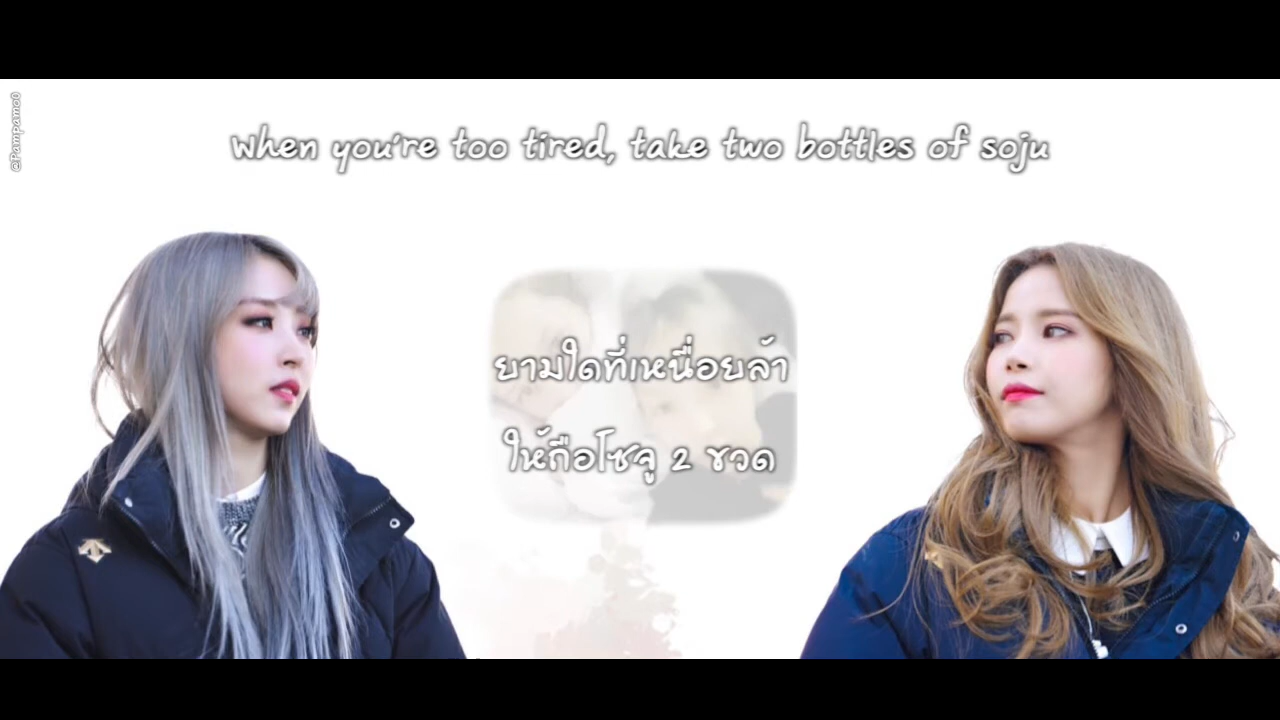 @Pampamo0
When you're too tired, take two bottles of soju
ยามใดที่เหนื่อยล้า
ให้ถือโซจู 2 ขวด